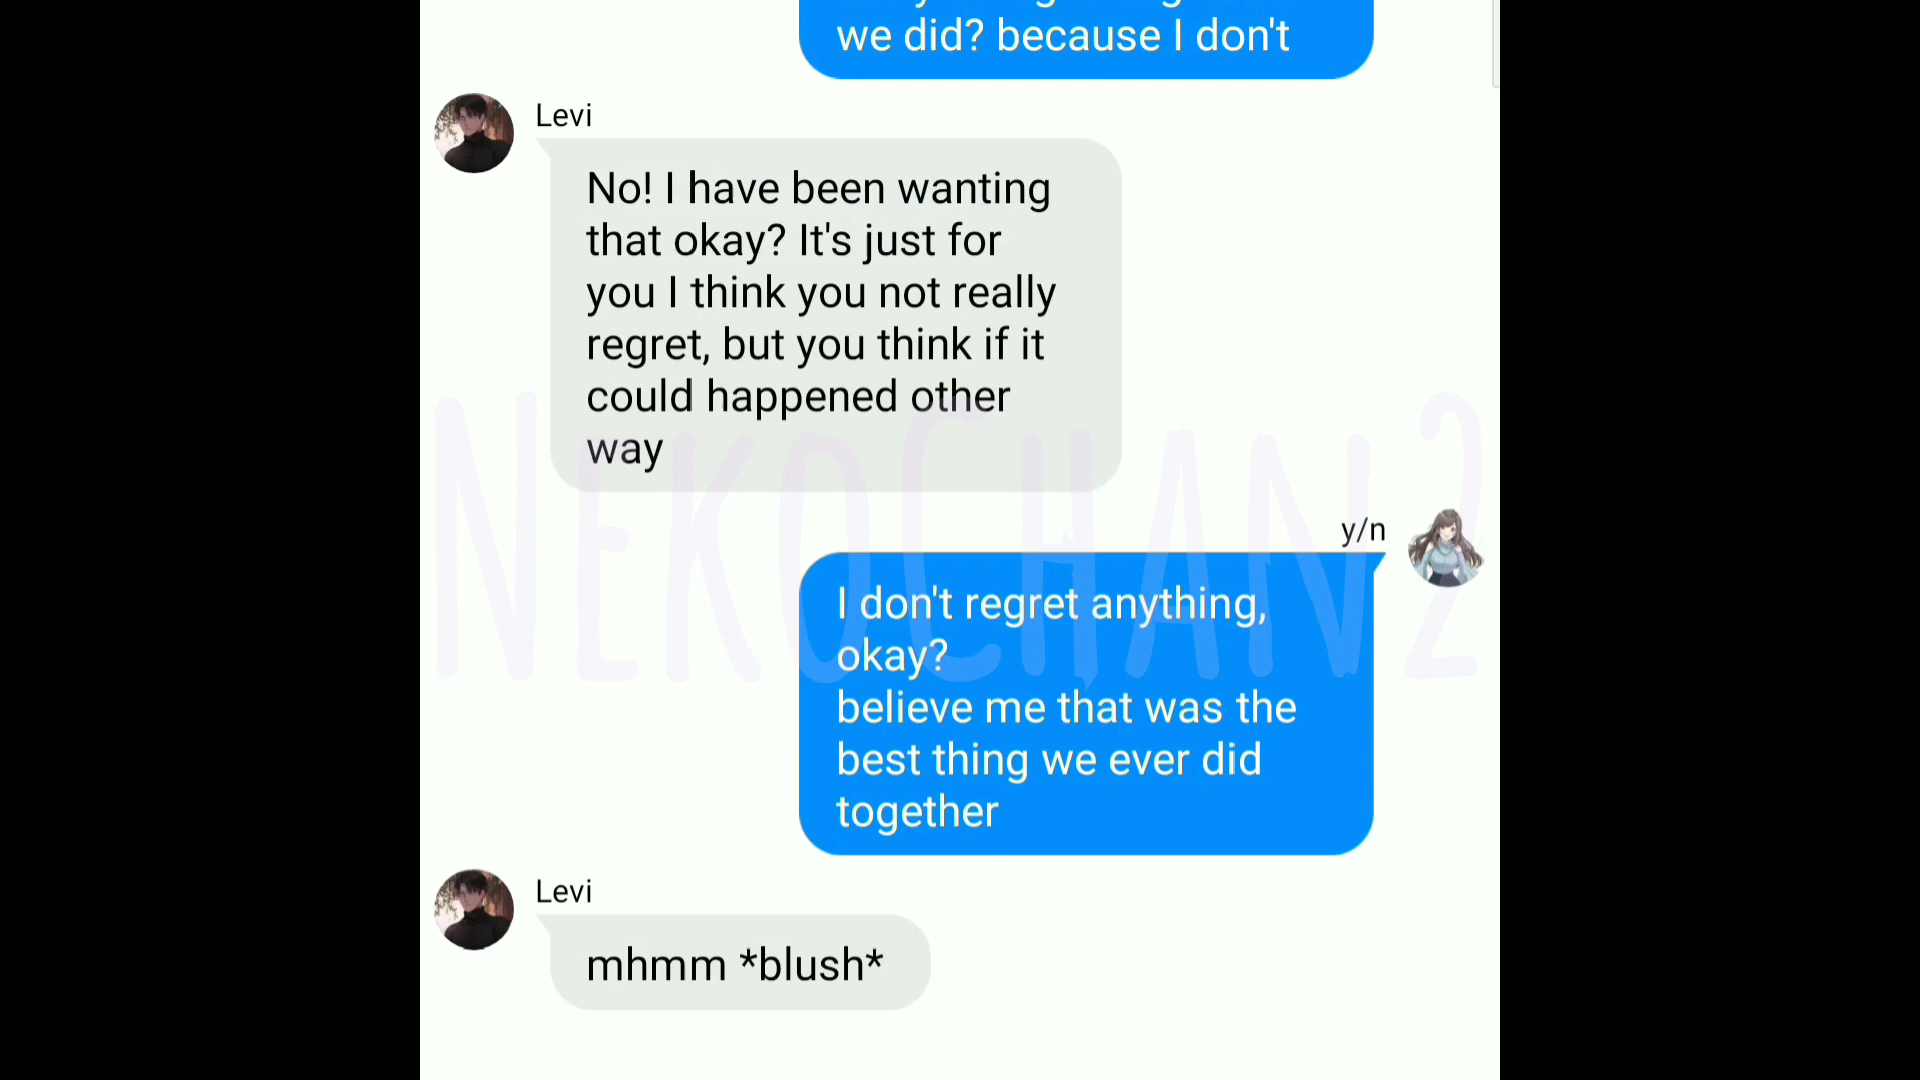 we did? because I don't
Levi
No! I have been wanting
that okay? It's just for
you I think you not really
regret, but you think if it
could happened other
way
y/n
I don't regret anything,
okay?
believe me that was the
best thing we ever did
together
Levi
mhmm *blush*
NEKOCHAN2